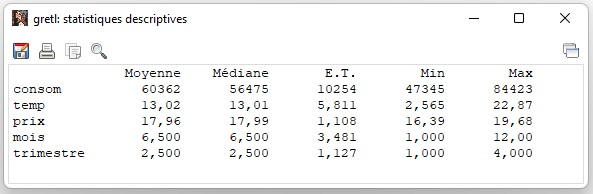 gretl: statistiques descriptives
Moyenne Médiane E.T. Min Max
consom 60362 56475 10254 47345 84423
temp 13,02 13,01 5,811 2,565 22,87
prix 17,96 17,99 1,108 16,39 19,68
mois 6,500 6,500 3,481 1,000 12,00
trimestre 2,500 2,500 1,127 1,000 4,000